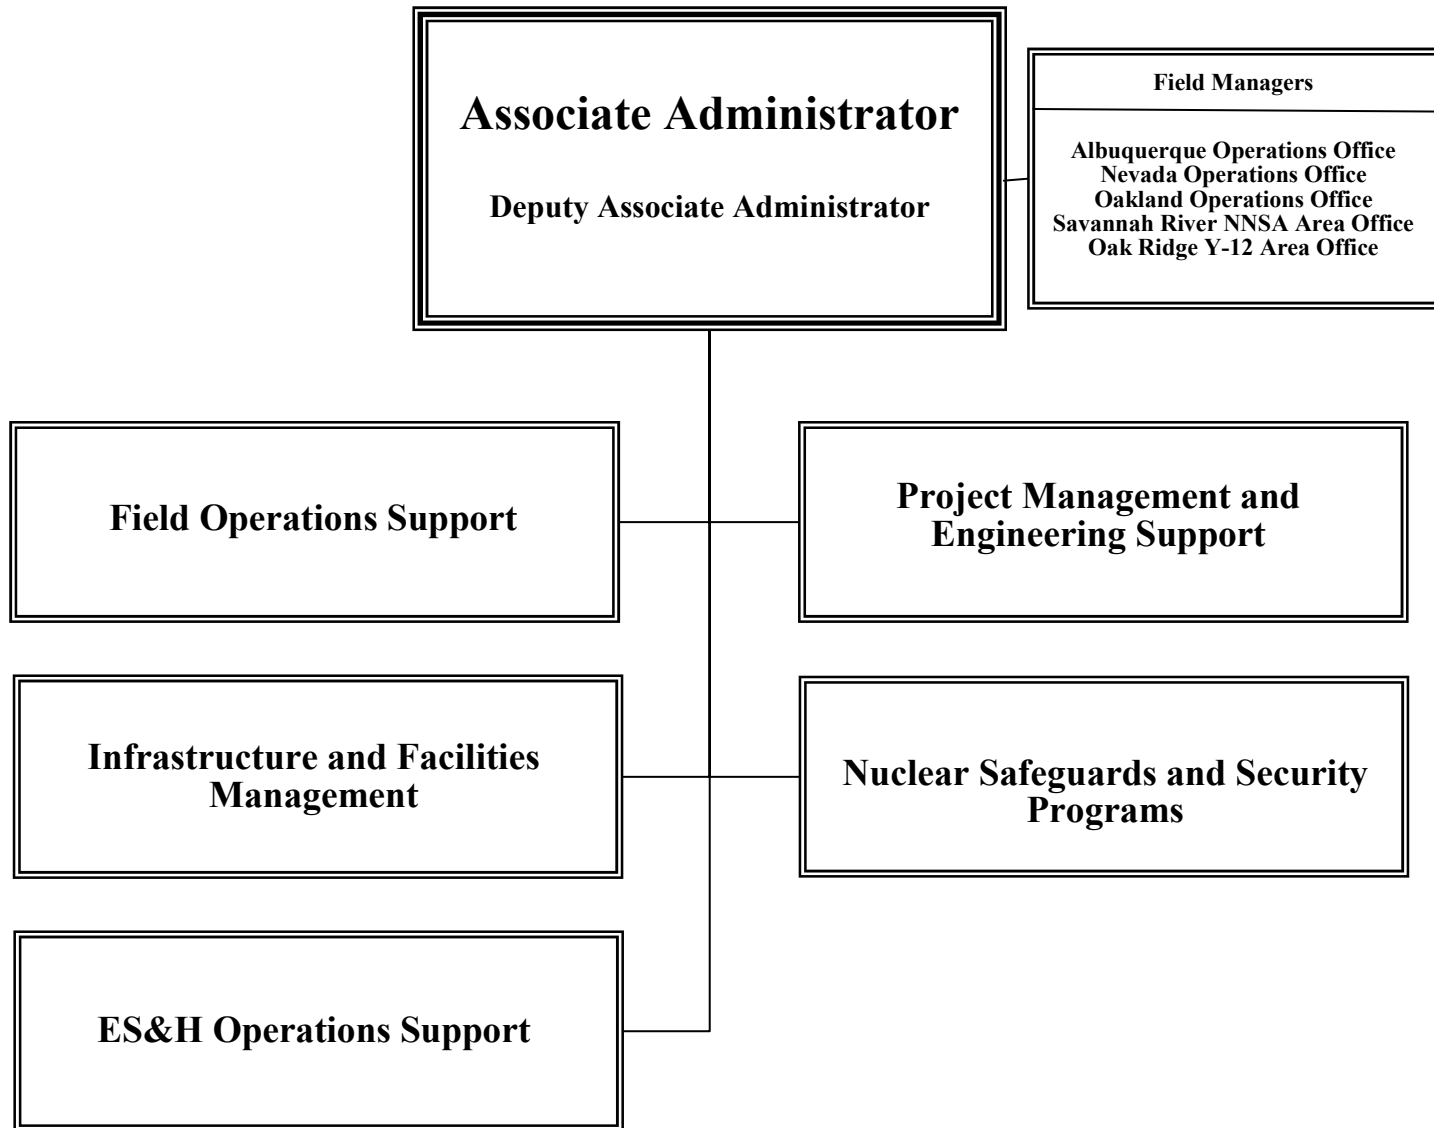 Associate Administrator
Deputy Associate Administrator
Field Managers
Albuquerque Operations Office
Nevada Operations Office
Oakland Operations Office
Savannah River NNSA Area Office
Oak Ridge Y-12 Area Office
Field Operations Support
Project Management and
Engineering Support
Infrastructure and Facilities
Management
Nuclear Safeguards and Security
Programs
ES&H Operations Support